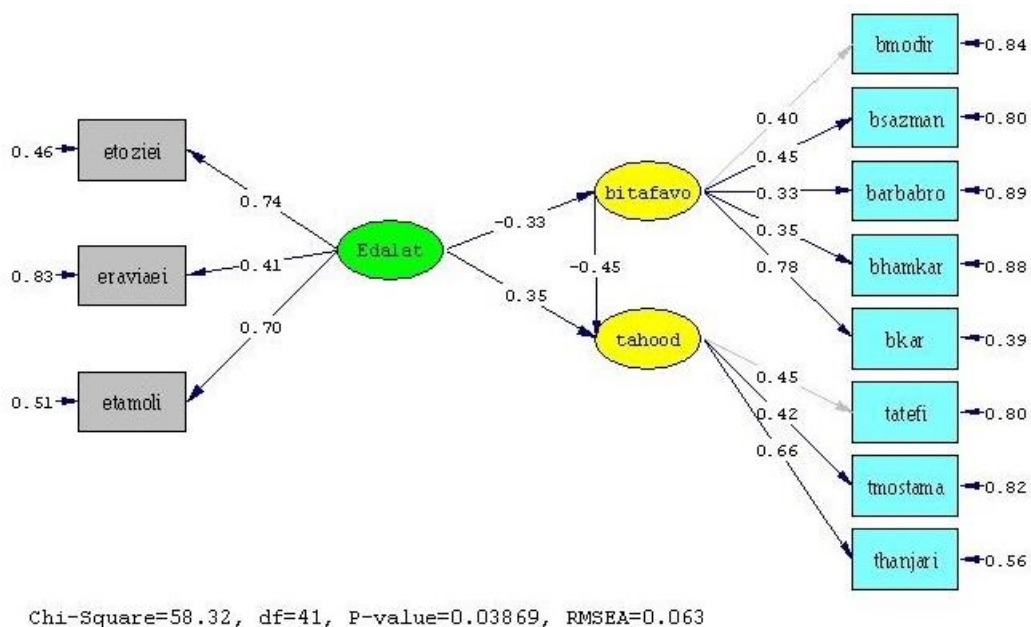 bmodir
0.84
0.40
bsazman
0.80
0.46
etoziei
0.45
0.74
bitafavo
0.33
barbabro
0.89
-0.33
0.35
Edalat
bhamkar
0.88
0.83
eraviaei
0.41
-0.45
0.78
0.35
0.70
tahood
bkar
0.39
0.45
0.51
etamoli
tatefi
0.80
0.42
0.66
tmostama
0.82
thanjari
0.56
Chi-Square=58.32, df=41, P-value=0.03869, RMSEA=0.063